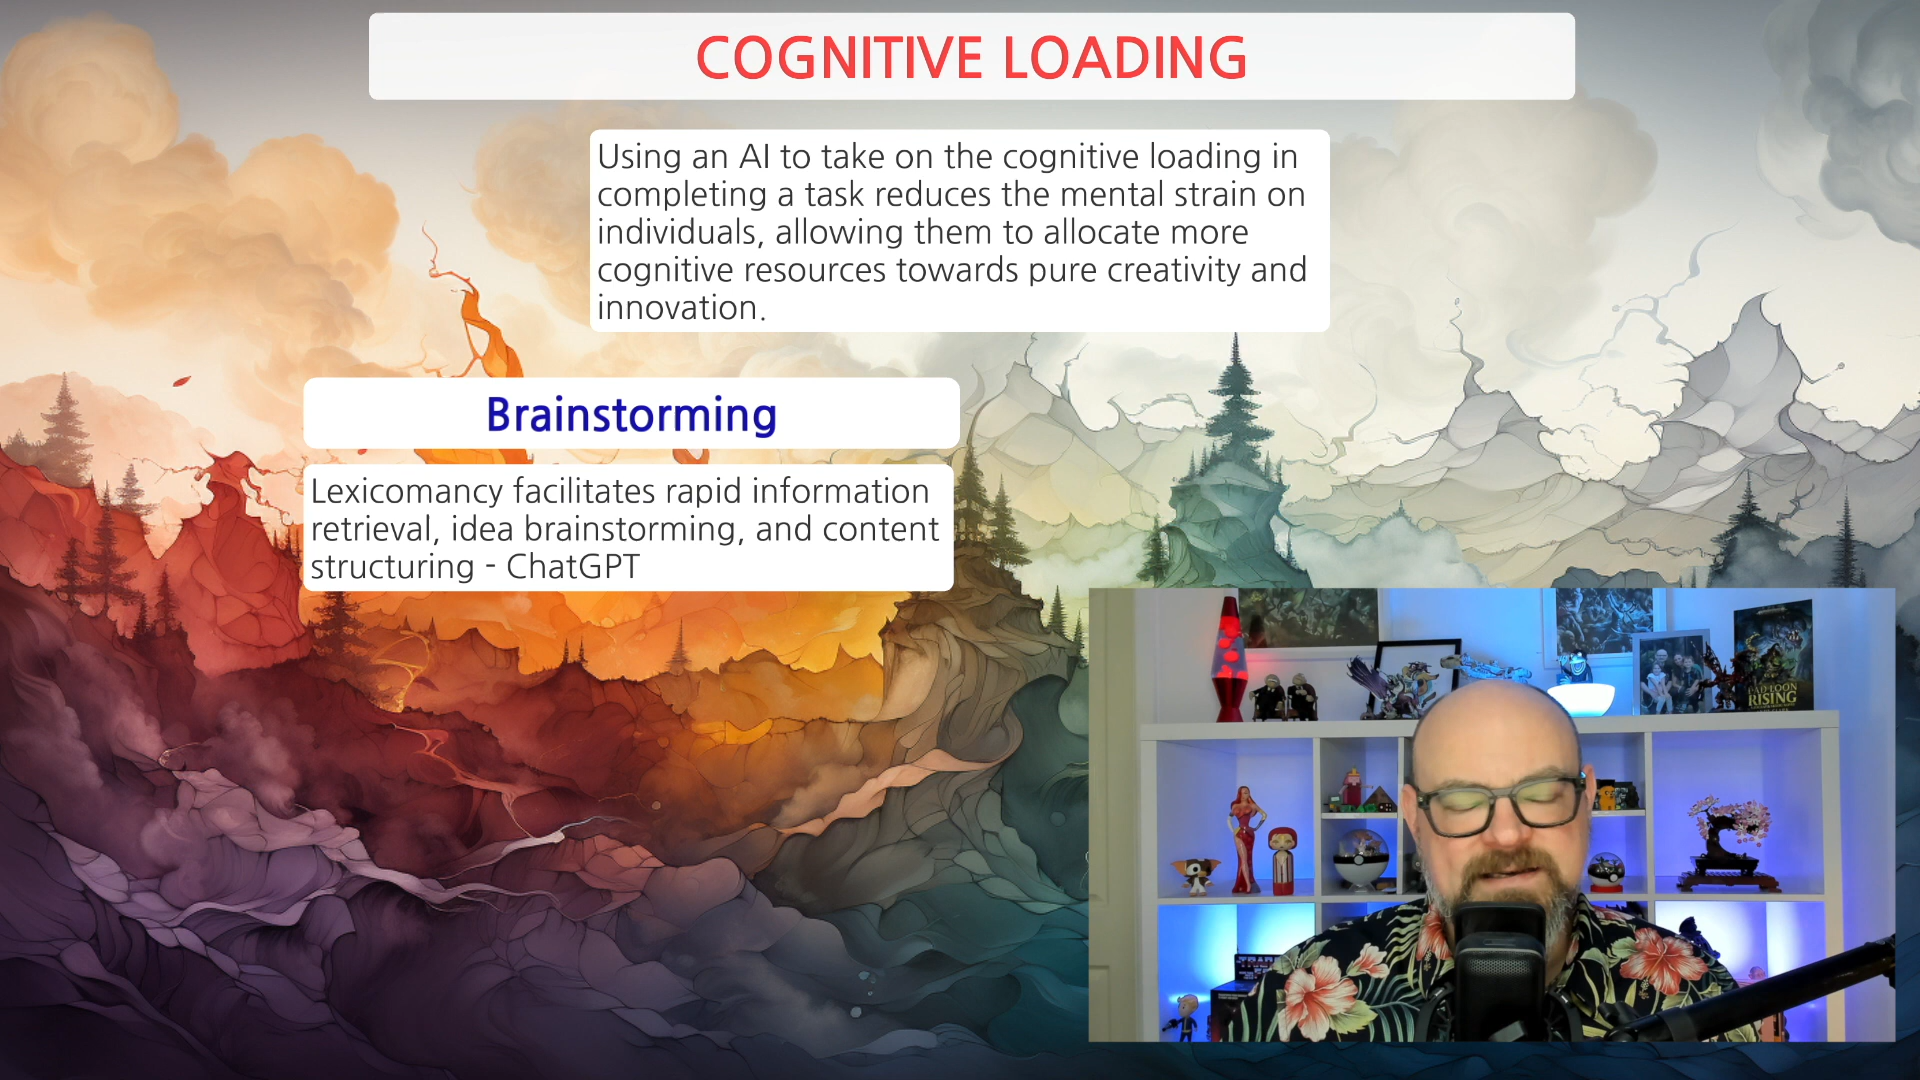 COGNITIVE LOADING
Using an AI to take on the cognitive loading in
completing a task reduces the mental strain on
individuals, allowing them to allocate more
cognitive resources towards pure creativity and
innovation.
Brainstorming
Lexicomancy facilitates rapid information
retrieval, idea brainstorming, and content
structuring - ChatGPT
RISING